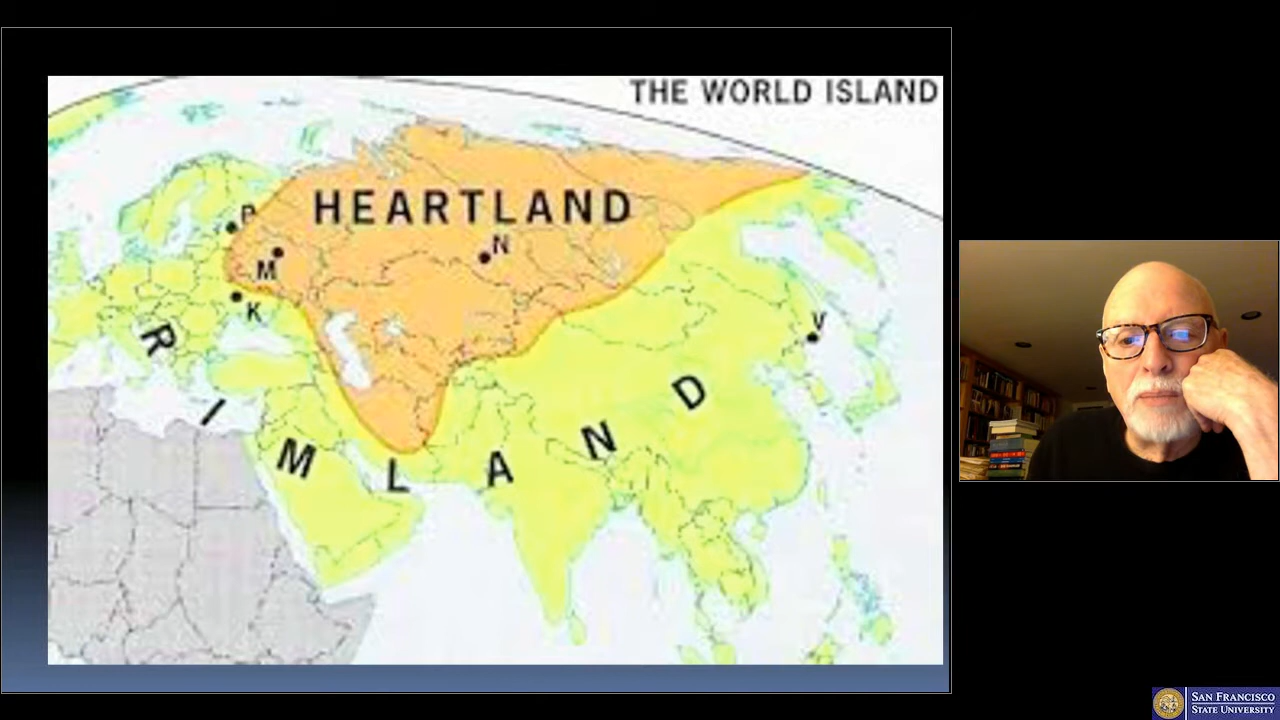 THE WORLD ISLAND
HEARTLAND
P
N
M
K
V
RIMLAND
SAN FRANCISCO
STATE UNIVERSITY